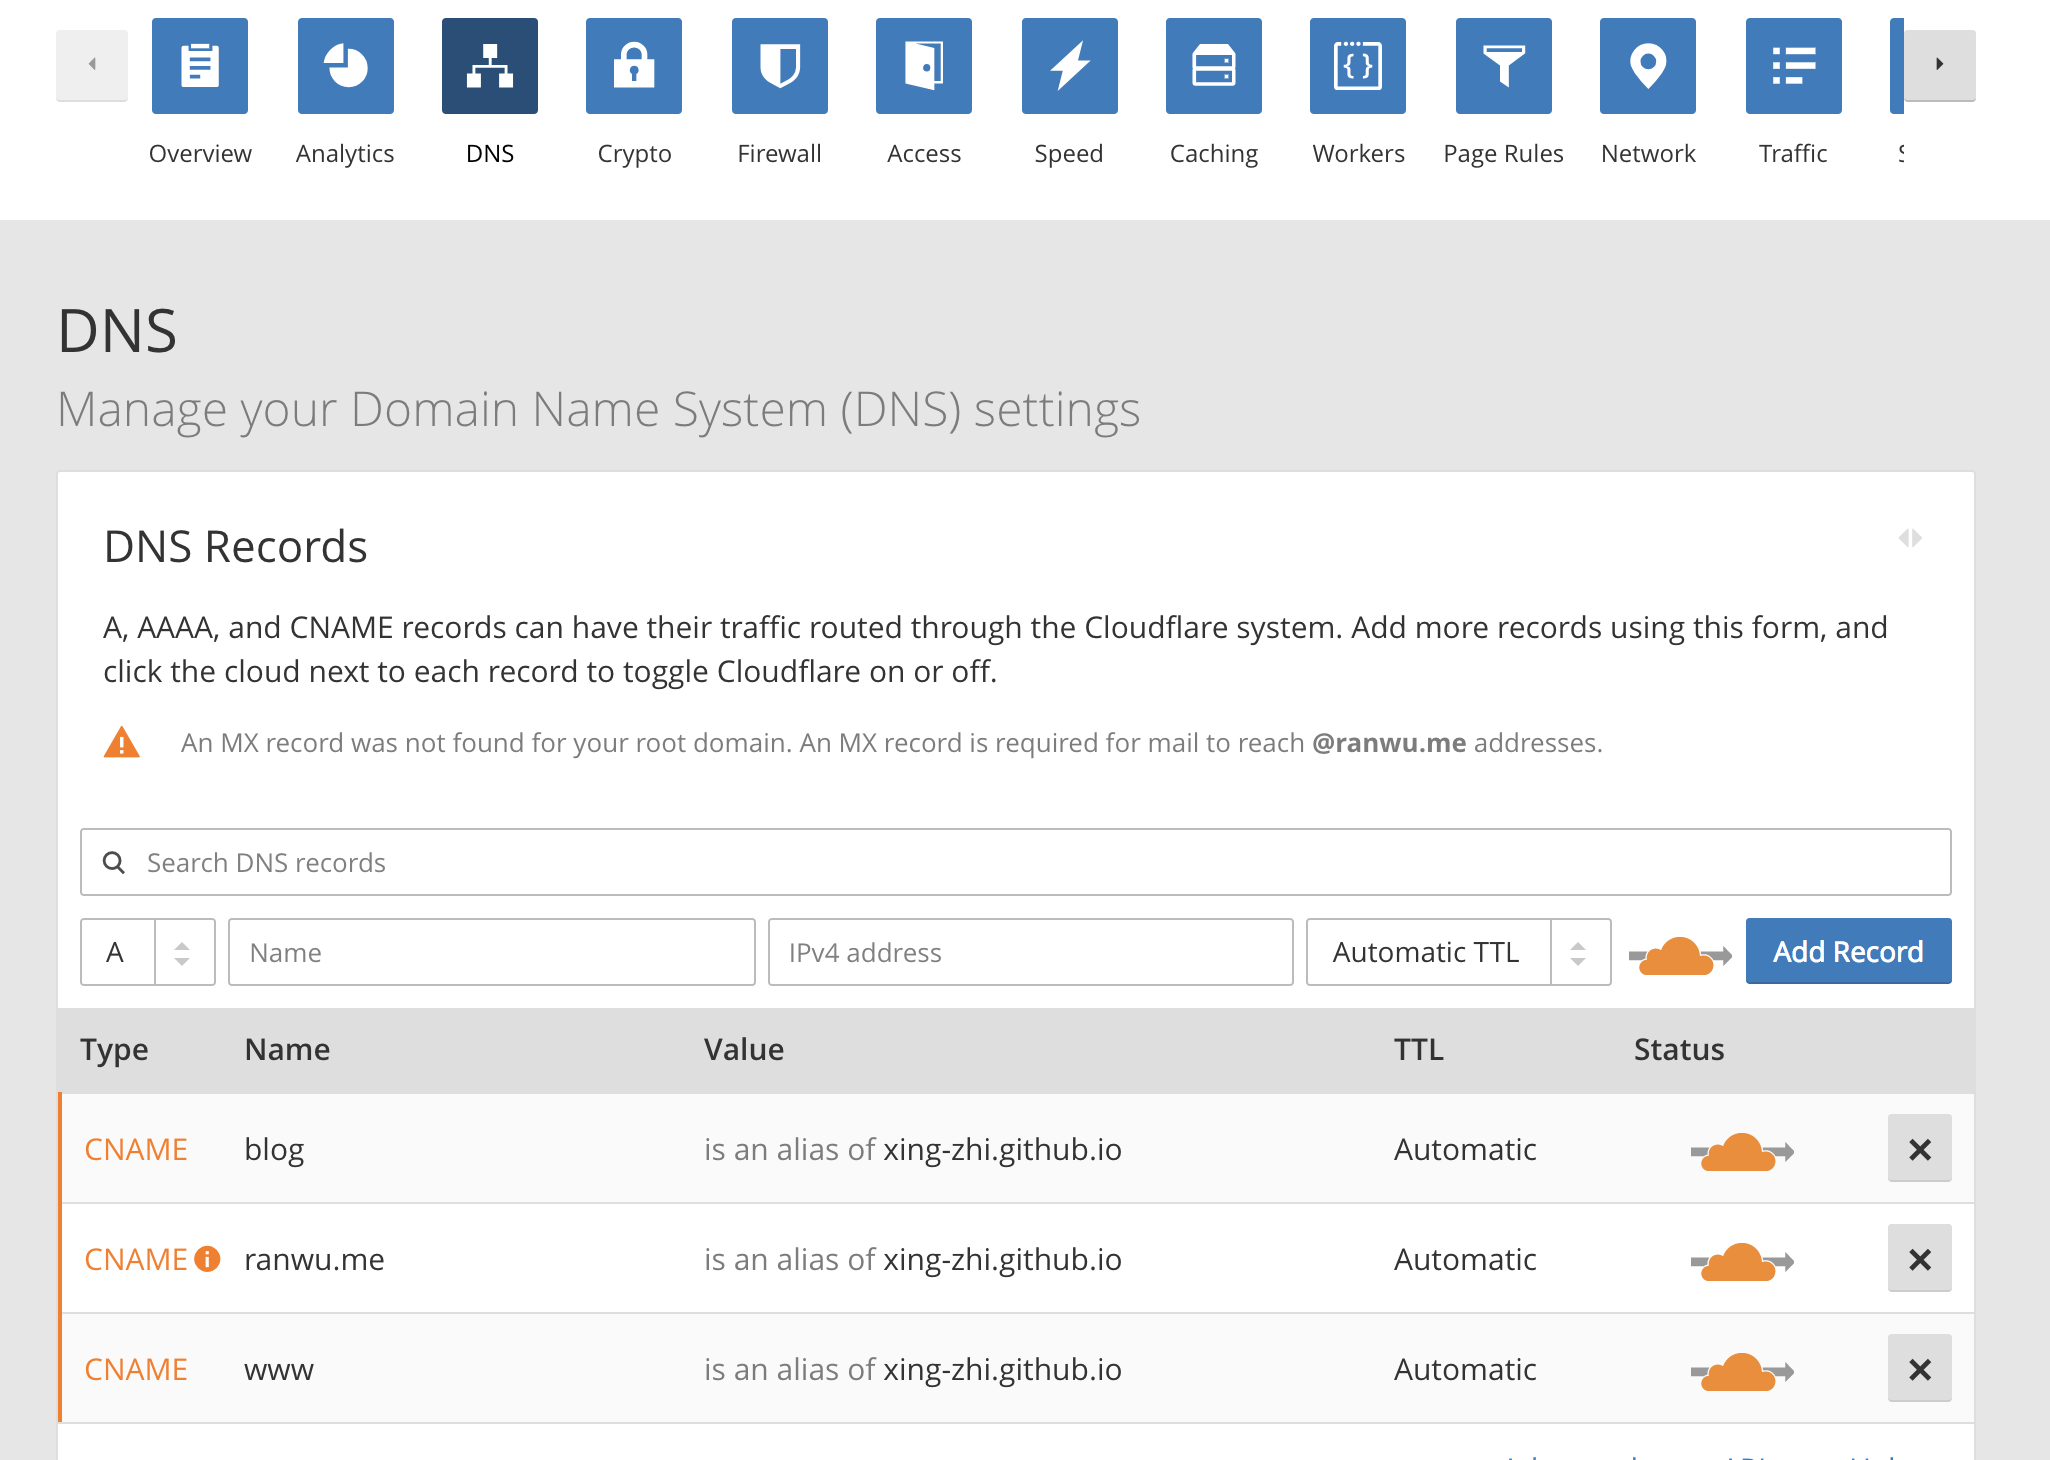 Overview Analytics DNS Crypto Firewall Access Speed Caching Workers Page Rules Network Traffic
DNS
Manage your Domain Name System (DNS) settings
DNS Records
A, AAAA, and CNAME records can have their traffic routed through the Cloudflare system. Add more records using this form, and
click the cloud next to each record to toggle Cloudflare on or off.
An MX record was not found for your root domain. An MX record is required for mail to reach @ranwu.me addresses.
Search DNS records
A Name IPv4 address Automatic TTL Add Record
Type Name Value TTL Status
CNAME blog is an alias of xing-zhi.github.io Automatic
CNAME ranwu.me is an alias of xing-zhi.github.io Automatic
CNAME www is an alias of xing-zhi.github.io Automatic